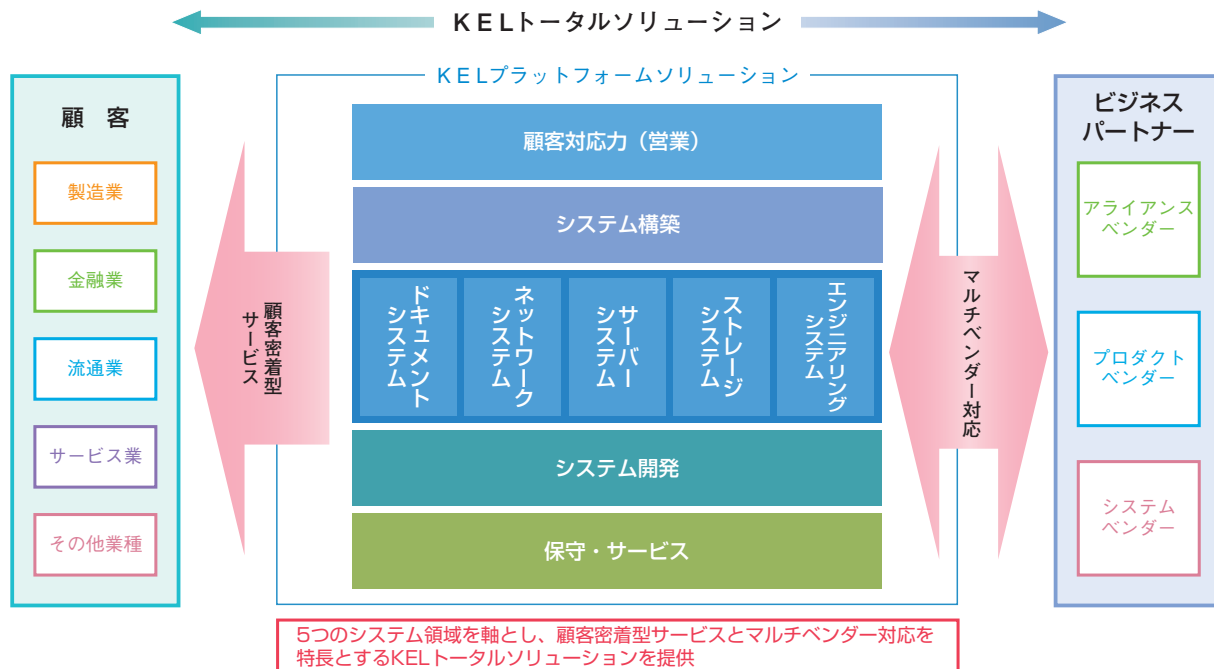 KELトータルソリューション
KELプラットフォームソリューション
顧 客
製造業
金融業
流通業
サービス業
その他業種
顧客密着型
サービス
顧客対応力（営業）
システム構築
ドキュメント
システム
ネットワーク
システム
サーバー
システム
ストレージ
システム
エンジニアリング
システム
システム開発
保守・サービス
マルチベンダー対応
ビジネス
パートナー
アライアンス
ベンダー
プロダクト
ベンダー
システム
ベンダー
5つのシステム領域を軸とし、顧客密着型サービスとマルチベンダー対応を
特長とするKELトータルソリューションを提供